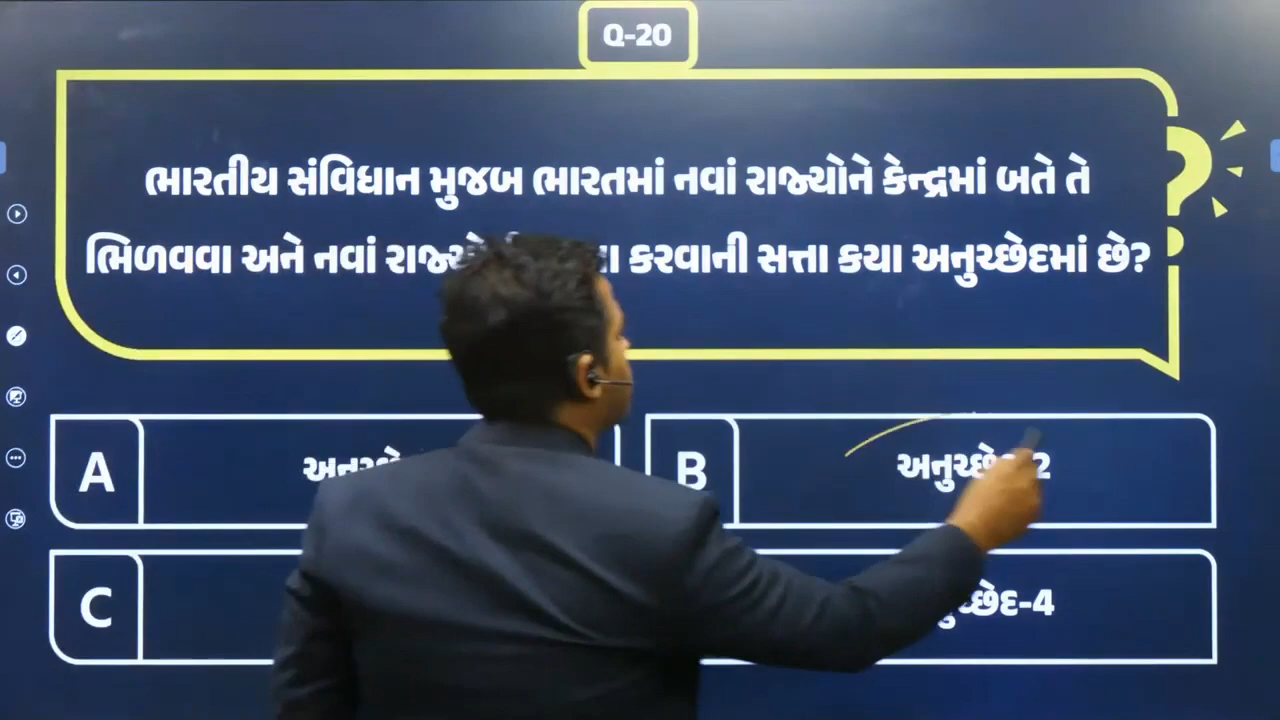 Q-20
ભારતીય સંવિધાન મુજબ ભારતમાં નવાં રાજ્યોને કેન્દ્રમાં બતે તે
ભિળવવા અને નવાં કરવાની સત્તા કયા અનુચ્છેદમાં છે?
A
B
C